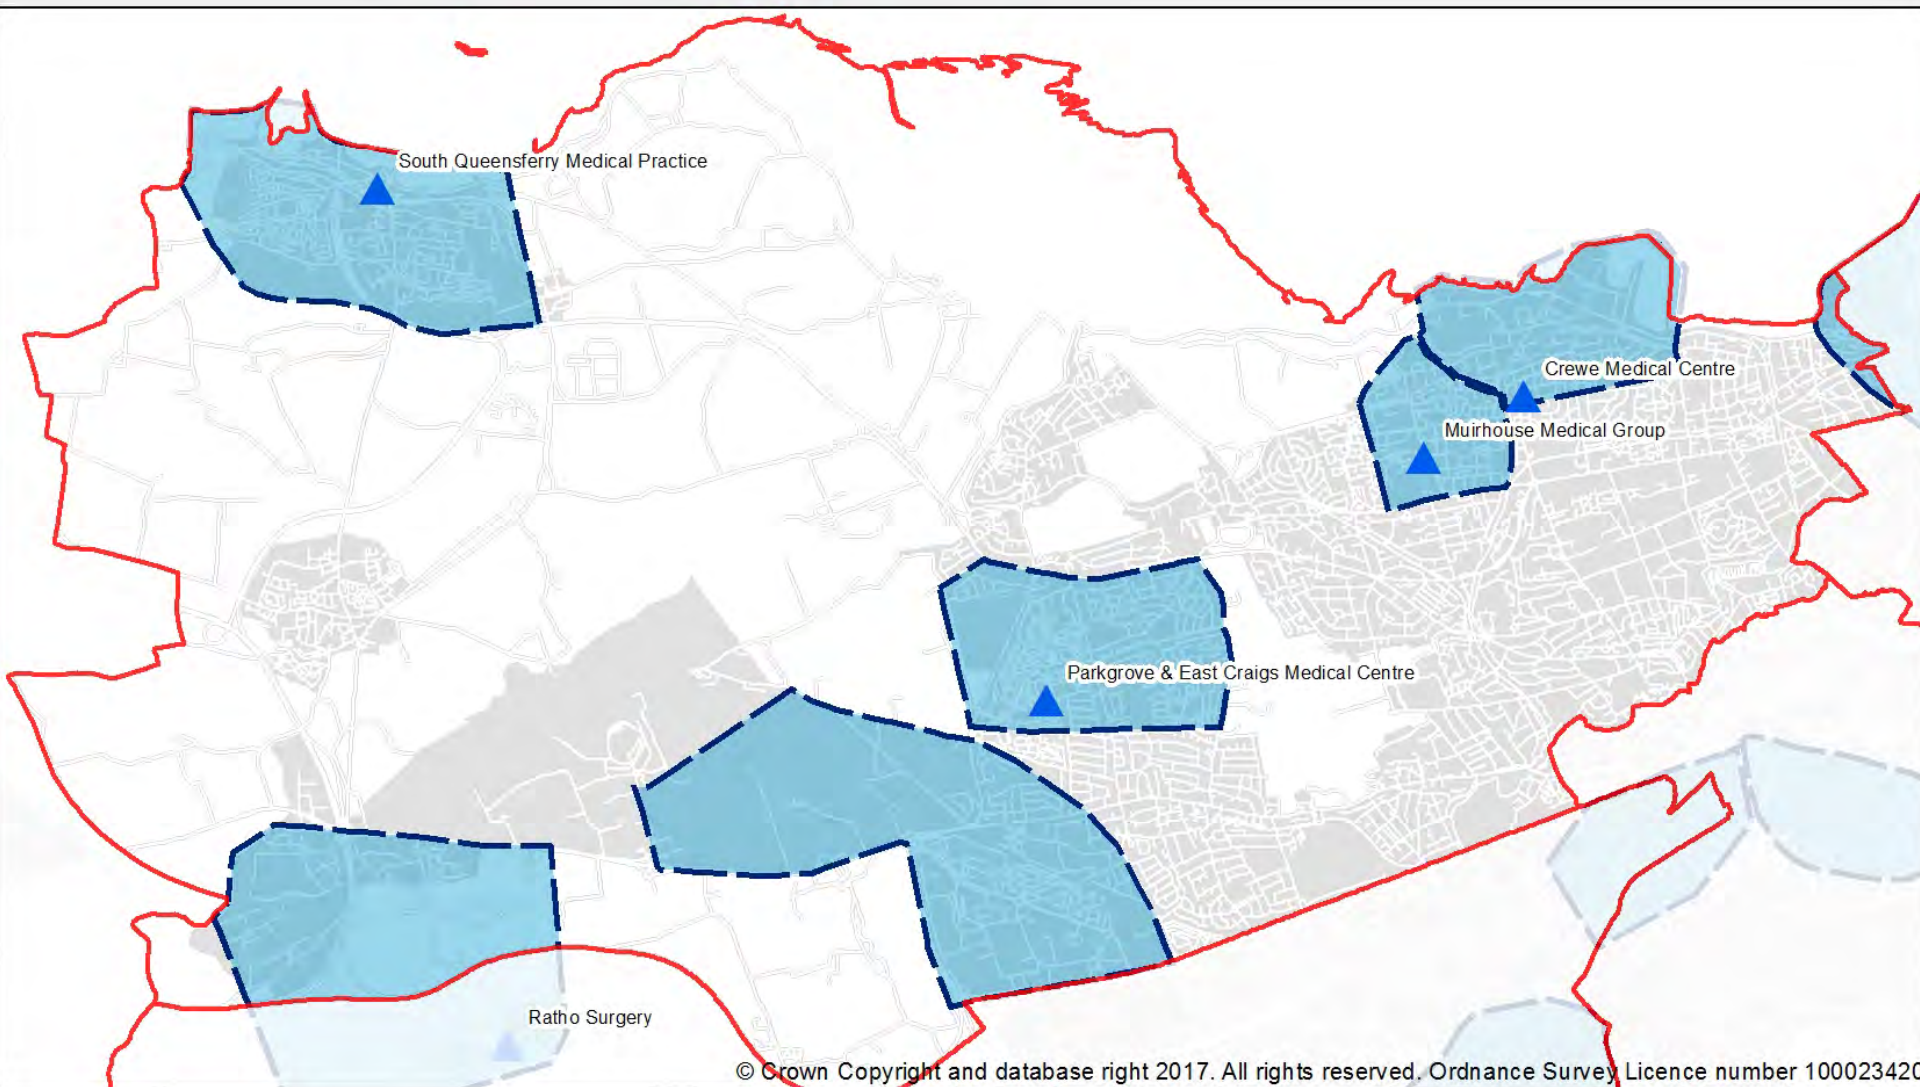 South Queensferry Medical Practice
Crewe Medical Centre
Muirhouse Medical Group
Parkgrove & East Craigs Medical Centre
Ratho Surgery
© Crown Copyright and database right 2017. All rights reserved. Ordnance Survey Licence number 100023420